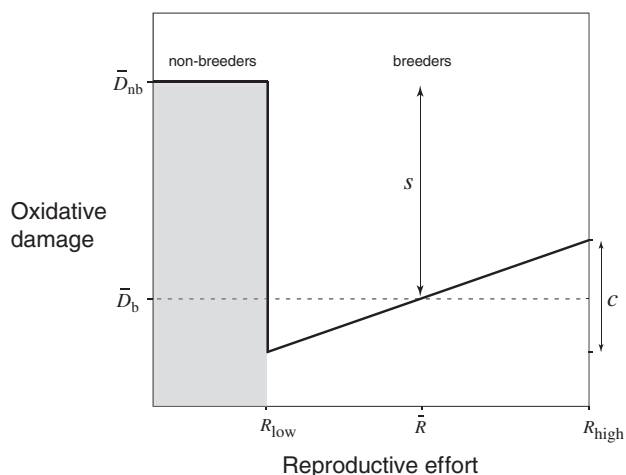 non-breeders
breeders
D̄nb
s
Oxidative
damage
D̄b
c
Rlow
R̄
Rhigh
Reproductive effort